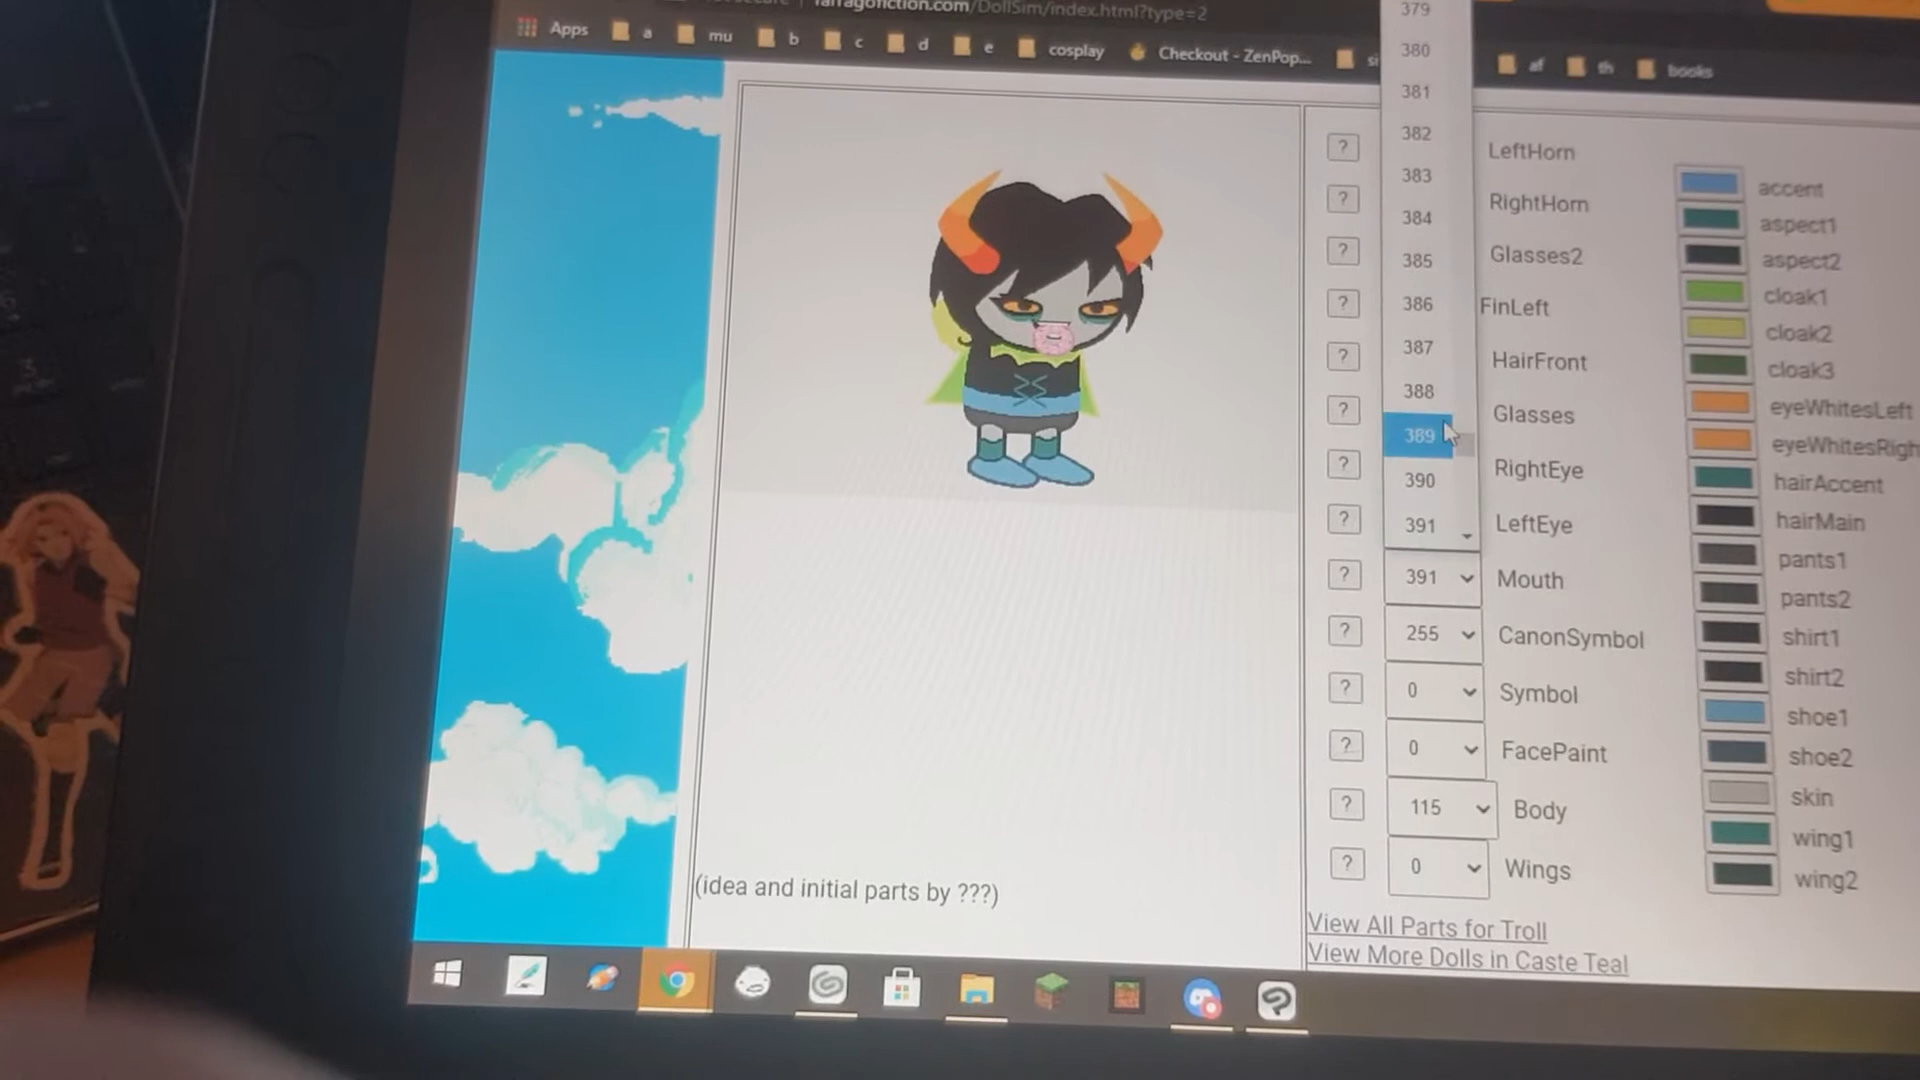 farragofiction.com/DollSim/index.html?type=2
Apps a mu b c d e cosplay Checkout - ZenPop... si af th books
379
380
381
382
383
384
385
386
387
388
389
390
391
LeftHorn
RightHorn
Glasses2
FinLeft
HairFront
Glasses
RightEye
LeftEye
? 391 Mouth
? 255 CanonSymbol
? 0 Symbol
? 0 FacePaint
? 115 Body
? 0 Wings
accent
aspect1
aspect2
cloak1
cloak2
cloak3
eyeWhitesLeft
eyeWhitesRigh
hairAccent
hairMain
pants1
pants2
shirt1
shirt2
shoe1
shoe2
skin
wing1
wing2
(idea and initial parts by ???)
View All Parts for Troll
View More Dolls in Caste Teal